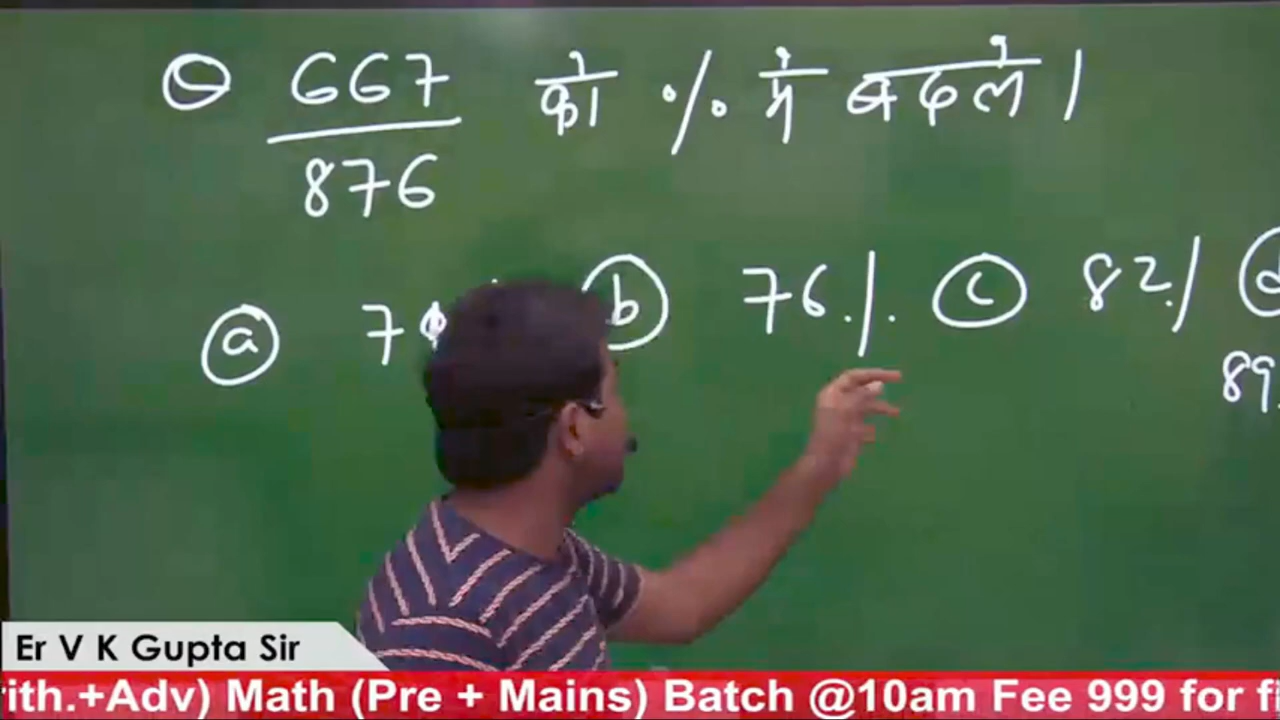 Θ 667/876 को % में बदले।
ⓐ 7 ⓑ 76% ⓒ 82% ⓓ
89.
Er V K Gupta Sir
ith.+Adv) Math (Pre + Mains) Batch @10am Fee 999 for fi